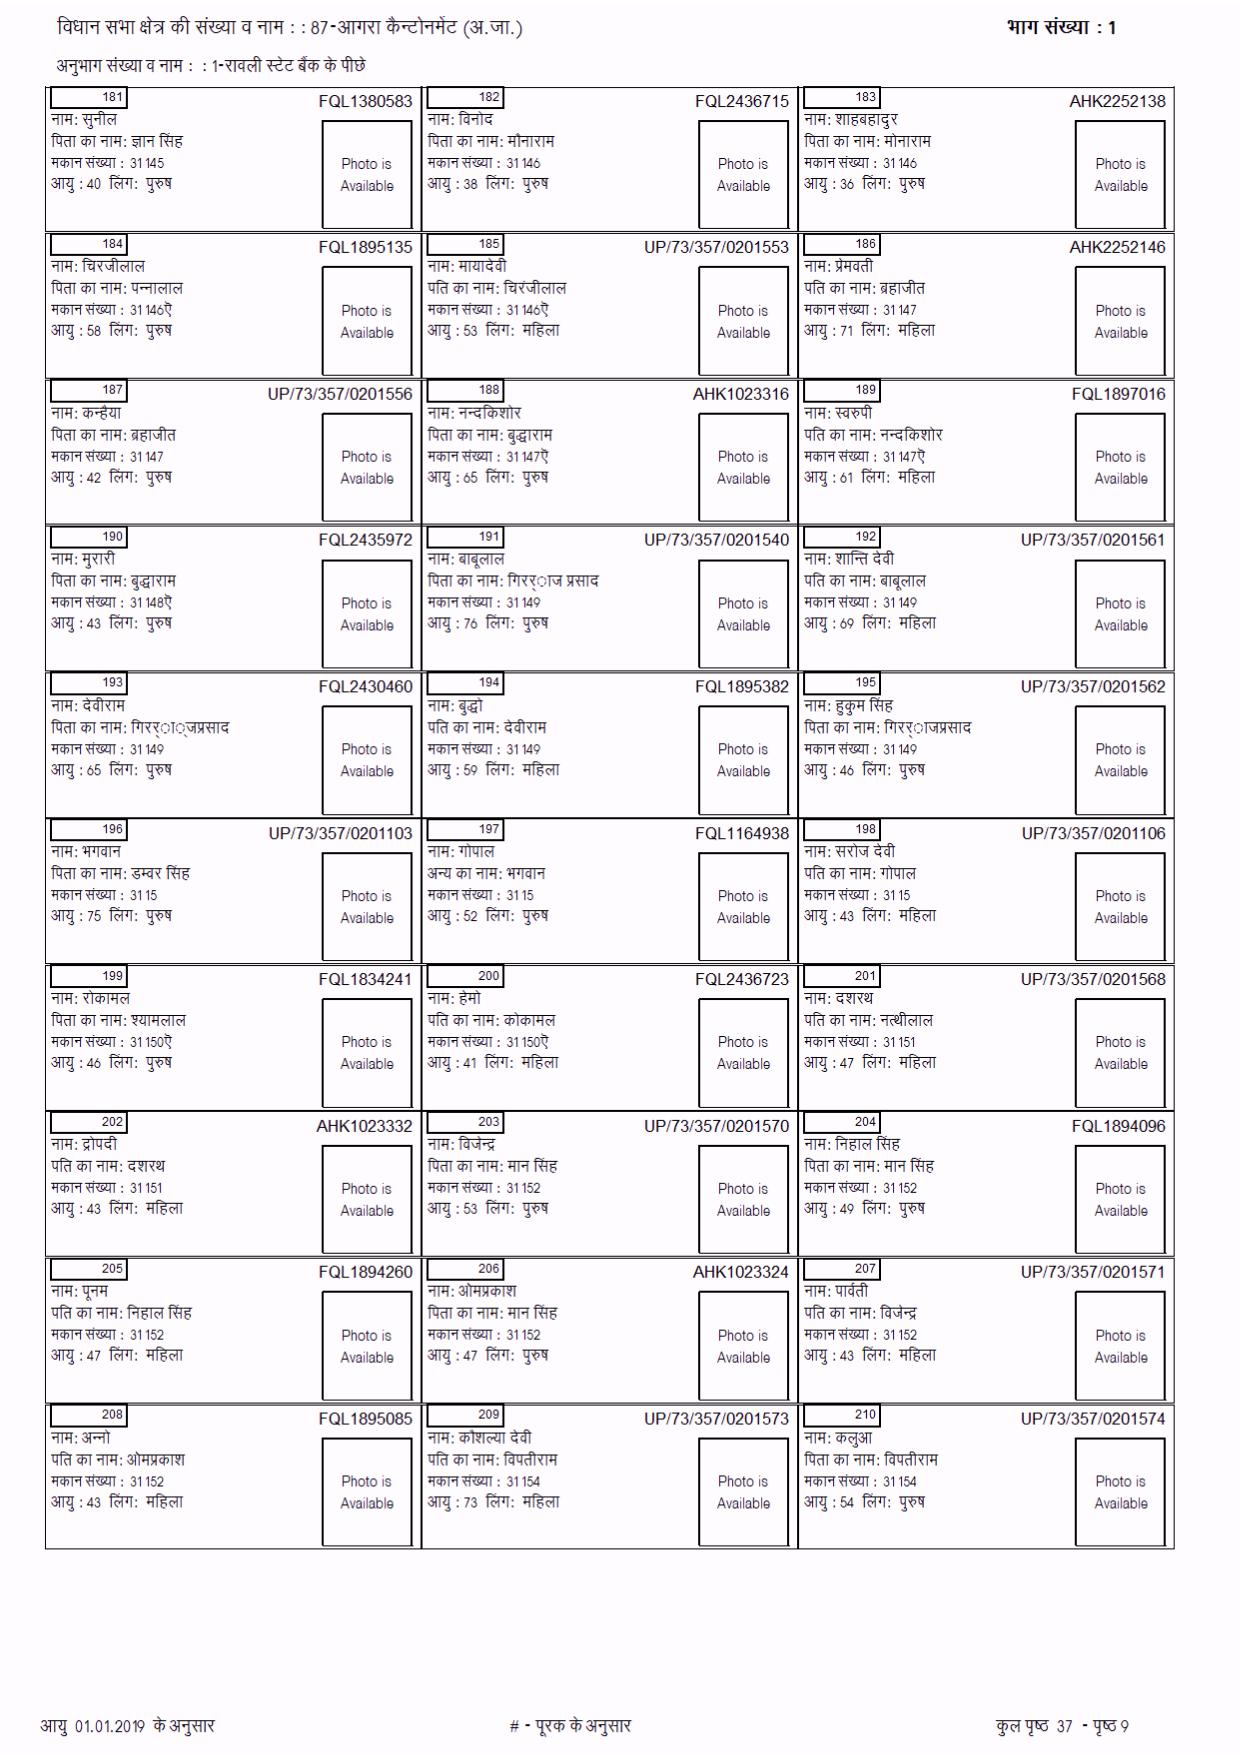 विधान सभा क्षेत्र की संख्या व नाम : : 87-आगरा कैन्टोनमेंट (अ.जा.) भाग संख्या : 1
अनुभाग संख्या व नाम : : 1-रावली स्टेट बैंक के पीछे
181 FQL1380583 182 FQL2436715 183 AHK2252138
नाम: सुनील नाम: विनोद नाम: शाहबहादुर
पिता का नाम: ज्ञान सिंह पिता का नाम: मौनाराम पिता का नाम: मोनाराम
मकान संख्या : 31145 Photo is मकान संख्या : 31146 Photo is मकान संख्या : 31146 Photo is
आयु : 40 लिंग: पुरुष Available आयु : 38 लिंग: पुरुष Available आयु : 36 लिंग: पुरुष Available
184 FQL1895135 185 UP/73/357/0201553 186 AHK2252146
नाम: चिरजीलाल नाम: मायादेवी नाम: प्रेमवती
पिता का नाम: पन्नालाल पति का नाम: चिरंजीलाल पति का नाम: ब्रहाजीत
मकान संख्या : 31146ऐ Photo is मकान संख्या : 31146ऐ Photo is मकान संख्या : 31147 Photo is
आयु : 58 लिंग: पुरुष Available आयु : 53 लिंग: महिला Available आयु : 71 लिंग: महिला Available
187 UP/73/357/0201556 188 AHK1023316 189 FQL1897016
नाम: कन्हैया नाम: नन्दकिशोर नाम: स्वरुपी
पिता का नाम: ब्रहाजीत पिता का नाम: बुद्धाराम पति का नाम: नन्दकिशोर
मकान संख्या : 31147 Photo is मकान संख्या : 31147ऐ Photo is मकान संख्या : 31147ऐ Photo is
आयु : 42 लिंग: पुरुष Available आयु : 65 लिंग: पुरुष Available आयु : 61 लिंग: महिला Available
190 FQL2435972 191 UP/73/357/0201540 192 UP/73/357/0201561
नाम: मुरारी नाम: बाबूलाल नाम: शान्ति देवी
पिता का नाम: बुद्धाराम पिता का नाम: गिरर्ाज प्रसाद पति का नाम: बाबूलाल
मकान संख्या : 31148ऐ Photo is मकान संख्या : 31149 Photo is मकान संख्या : 31149 Photo is
आयु : 43 लिंग: पुरुष Available आयु : 76 लिंग: पुरुष Available आयु : 69 लिंग: महिला Available
193 FQL2430460 194 FQL1895382 195 UP/73/357/0201562
नाम: देवीराम नाम: बुद्धो नाम: हुकुम सिंह
पिता का नाम: गिरर्ा्जप्रसाद पति का नाम: देवीराम पिता का नाम: गिरर्ाजप्रसाद
मकान संख्या : 31149 Photo is मकान संख्या : 31149 Photo is मकान संख्या : 31149 Photo is
आयु : 65 लिंग: पुरुष Available आयु : 59 लिंग: महिला Available आयु : 46 लिंग: पुरुष Available
196 UP/73/357/0201103 197 FQL1164938 198 UP/73/357/0201106
नाम: भगवान नाम: गोपाल नाम: सरोज देवी
पिता का नाम: डम्वर सिंह अन्य का नाम: भगवान पति का नाम: गोपाल
मकान संख्या : 3115 Photo is मकान संख्या : 3115 Photo is मकान संख्या : 3115 Photo is
आयु : 75 लिंग: पुरुष Available आयु : 52 लिंग: पुरुष Available आयु : 43 लिंग: महिला Available
199 FQL1834241 200 FQL2436723 201 UP/73/357/0201568
नाम: रोकामल नाम: हेमो नाम: दशरथ
पिता का नाम: श्यामलाल पति का नाम: कोकामल पति का नाम: नत्थीलाल
मकान संख्या : 31150ऐ Photo is मकान संख्या : 31150ऐ Photo is मकान संख्या : 31151 Photo is
आयु : 46 लिंग: पुरुष Available आयु : 41 लिंग: महिला Available आयु : 47 लिंग: महिला Available
202 AHK1023332 203 UP/73/357/0201570 204 FQL1894096
नाम: द्रोपदी नाम: विजेन्द्र नाम: निहाल सिंह
पति का नाम: दशरथ पिता का नाम: मान सिंह पिता का नाम: मान सिंह
मकान संख्या : 31151 Photo is मकान संख्या : 31152 Photo is मकान संख्या : 31152 Photo is
आयु : 43 लिंग: महिला Available आयु : 53 लिंग: पुरुष Available आयु : 49 लिंग: पुरुष Available
205 FQL1894260 206 AHK1023324 207 UP/73/357/0201571
नाम: पूनम नाम: ओमप्रकाश नाम: पार्वती
पति का नाम: निहाल सिंह पिता का नाम: मान सिंह पति का नाम: विजेन्द्र
मकान संख्या : 31152 Photo is मकान संख्या : 31152 Photo is मकान संख्या : 31152 Photo is
आयु : 47 लिंग: महिला Available आयु : 47 लिंग: पुरुष Available आयु : 43 लिंग: महिला Available
208 FQL1895085 209 UP/73/357/0201573 210 UP/73/357/0201574
नाम: अन्नो नाम: कौशल्या देवी नाम: कलुआ
पति का नाम: ओमप्रकाश पति का नाम: विपतीराम पिता का नाम: विपतीराम
मकान संख्या : 31152 Photo is मकान संख्या : 31154 Photo is मकान संख्या : 31154 Photo is
आयु : 43 लिंग: महिला Available आयु : 73 लिंग: महिला Available आयु : 54 लिंग: पुरुष Available
आयु 01.01.2019 के अनुसार # - पूरक के अनुसार कुल पृष्ठ 37 - पृष्ठ 9